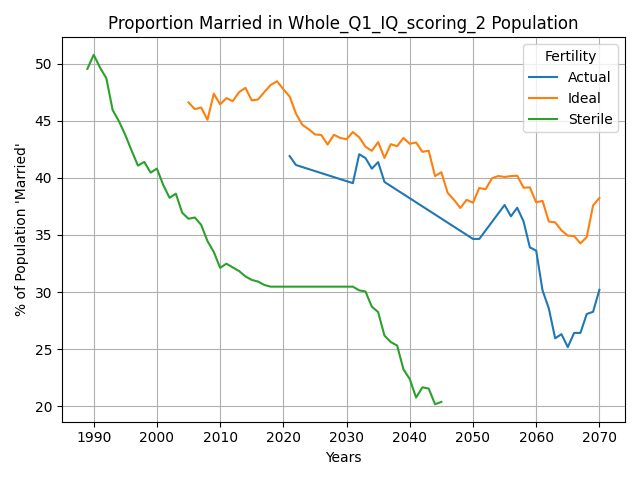 Proportion Married in Whole_Q1_IQ_scoring_2 Population
% of Population 'Married'
50
45
40
35
30
25
20
Fertility
Actual
Ideal
Sterile
1990 2000 2010 2020 2030 2040 2050 2060 2070
Years